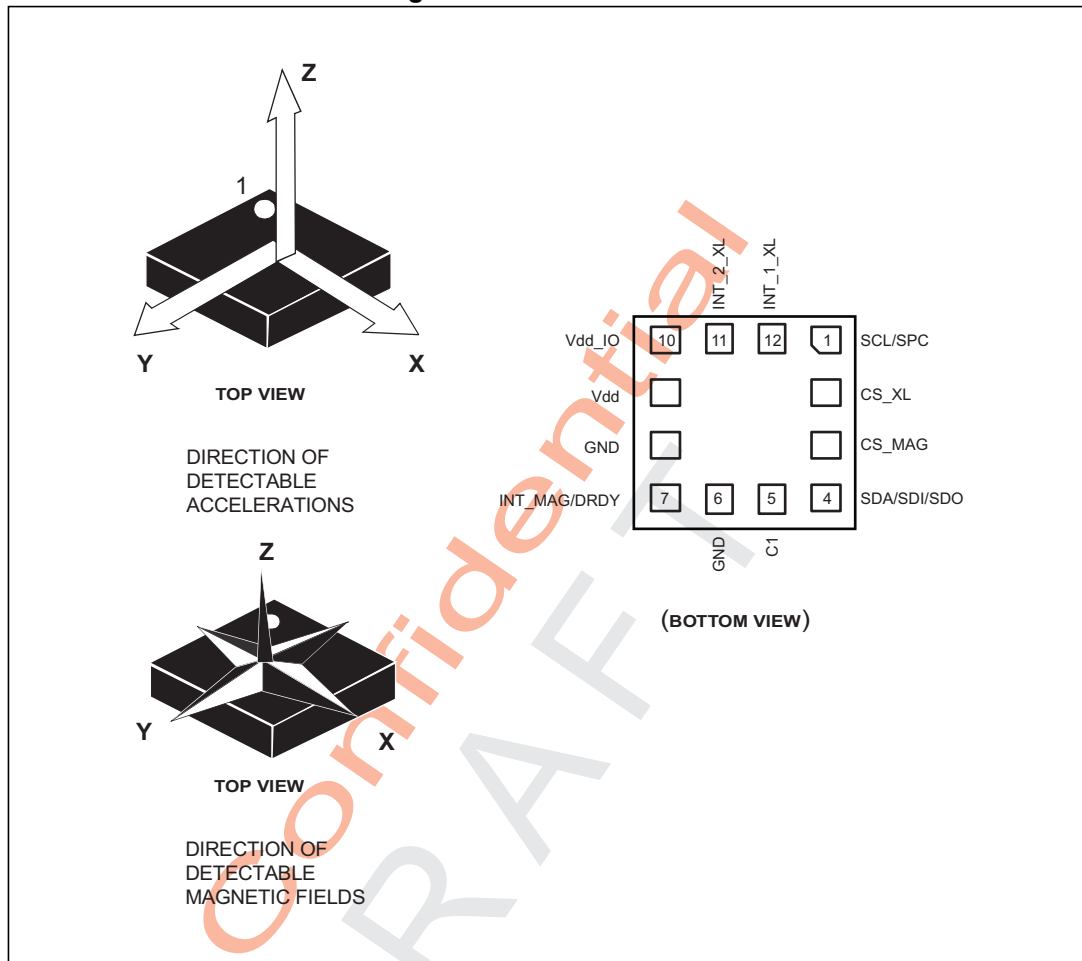 Z
1
Y
X
TOP VIEW
DIRECTION OF
DETECTABLE
ACCELERATIONS
Z
Y
X
TOP VIEW
DIRECTION OF
DETECTABLE
MAGNETIC FIELDS
INT_2_XL
INT_1_XL
Vdd_IO 10 11 12 1 SCL/SPC
Vdd CS_XL
GND CS_MAG
INT_MAG/DRDY 7 6 5 4 SDA/SDI/SDO
GND
C1
(BOTTOM VIEW)
Confidential
RAFT